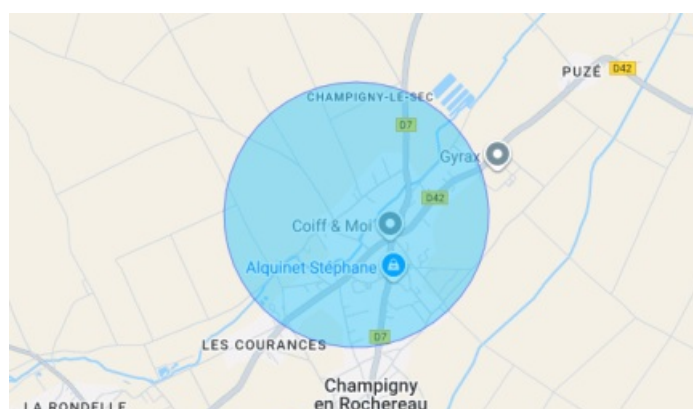 PUZÉ
D42
CHAMPIGNY-LE-SEC
D7
Gyrax
D42
Coiff & Moi
Alquinet Stéphane
D7
LES COURANCES
Champigny
en Rochereau
LA RONDELLE